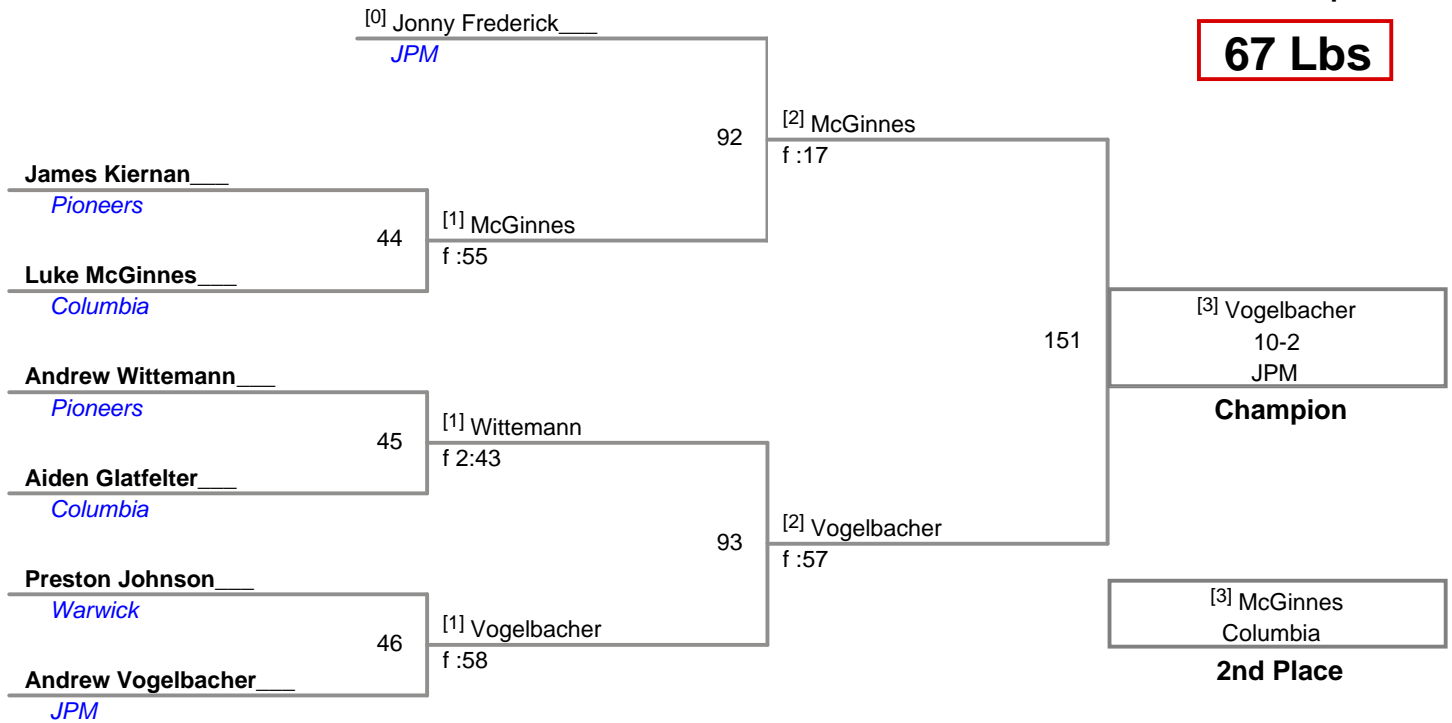 [0] Jonny Frederick___
JPM
67 Lbs
92
[2] McGinnes
f :17
James Kiernan___
Pioneers
44
[1] McGinnes
f :55
Luke McGinnes___
Columbia
151
[3] Vogelbacher
10-2
JPM
Champion
Andrew Wittemann___
Pioneers
45
[1] Wittemann
f 2:43
Aiden Glatfelter___
Columbia
93
[2] Vogelbacher
f :57
Preston Johnson___
Warwick
46
[1] Vogelbacher
f :58
Andrew Vogelbacher___
JPM
[3] McGinnes
Columbia
2nd Place